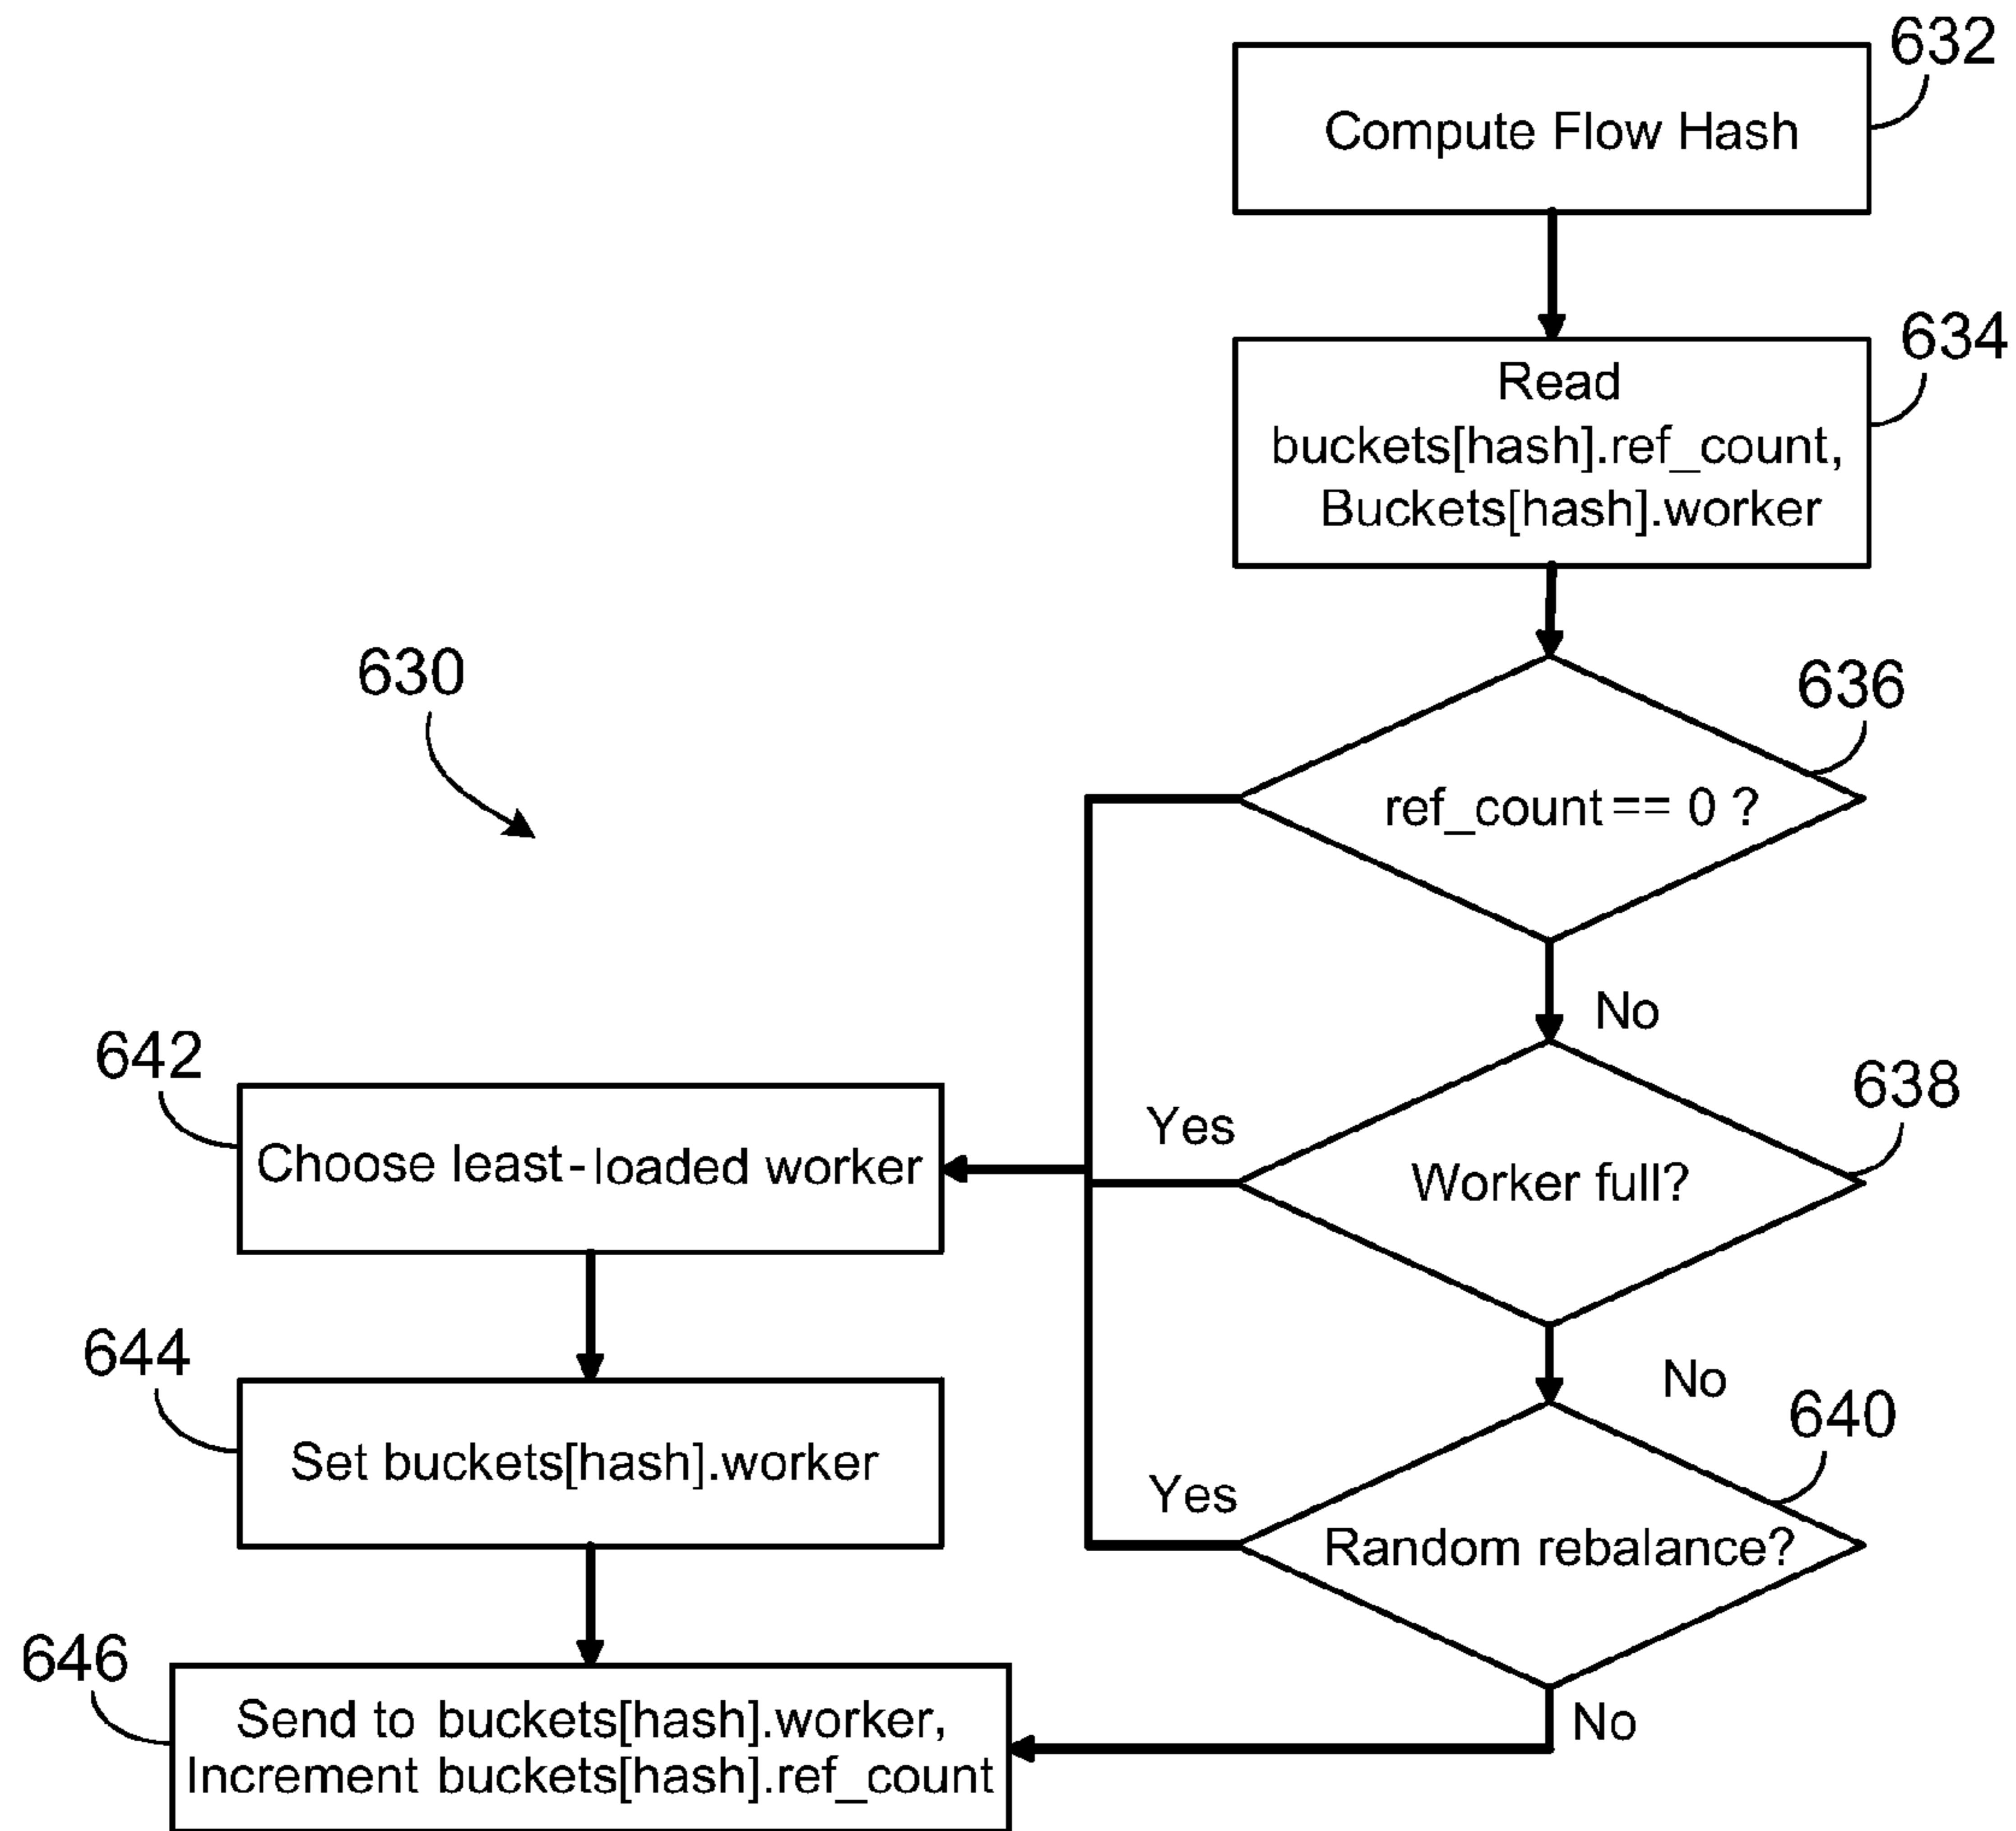 632
Compute Flow Hash
634
Read
buckets[hash].ref_count,
Buckets[hash].worker
630
636
ref_count == 0 ?
No
642
638
Yes
Choose least-loaded worker
Worker full?
644
No
640
Set buckets[hash].worker
Yes
Random rebalance?
646
Send to buckets[hash].worker,
No
Increment buckets[hash].ref_count